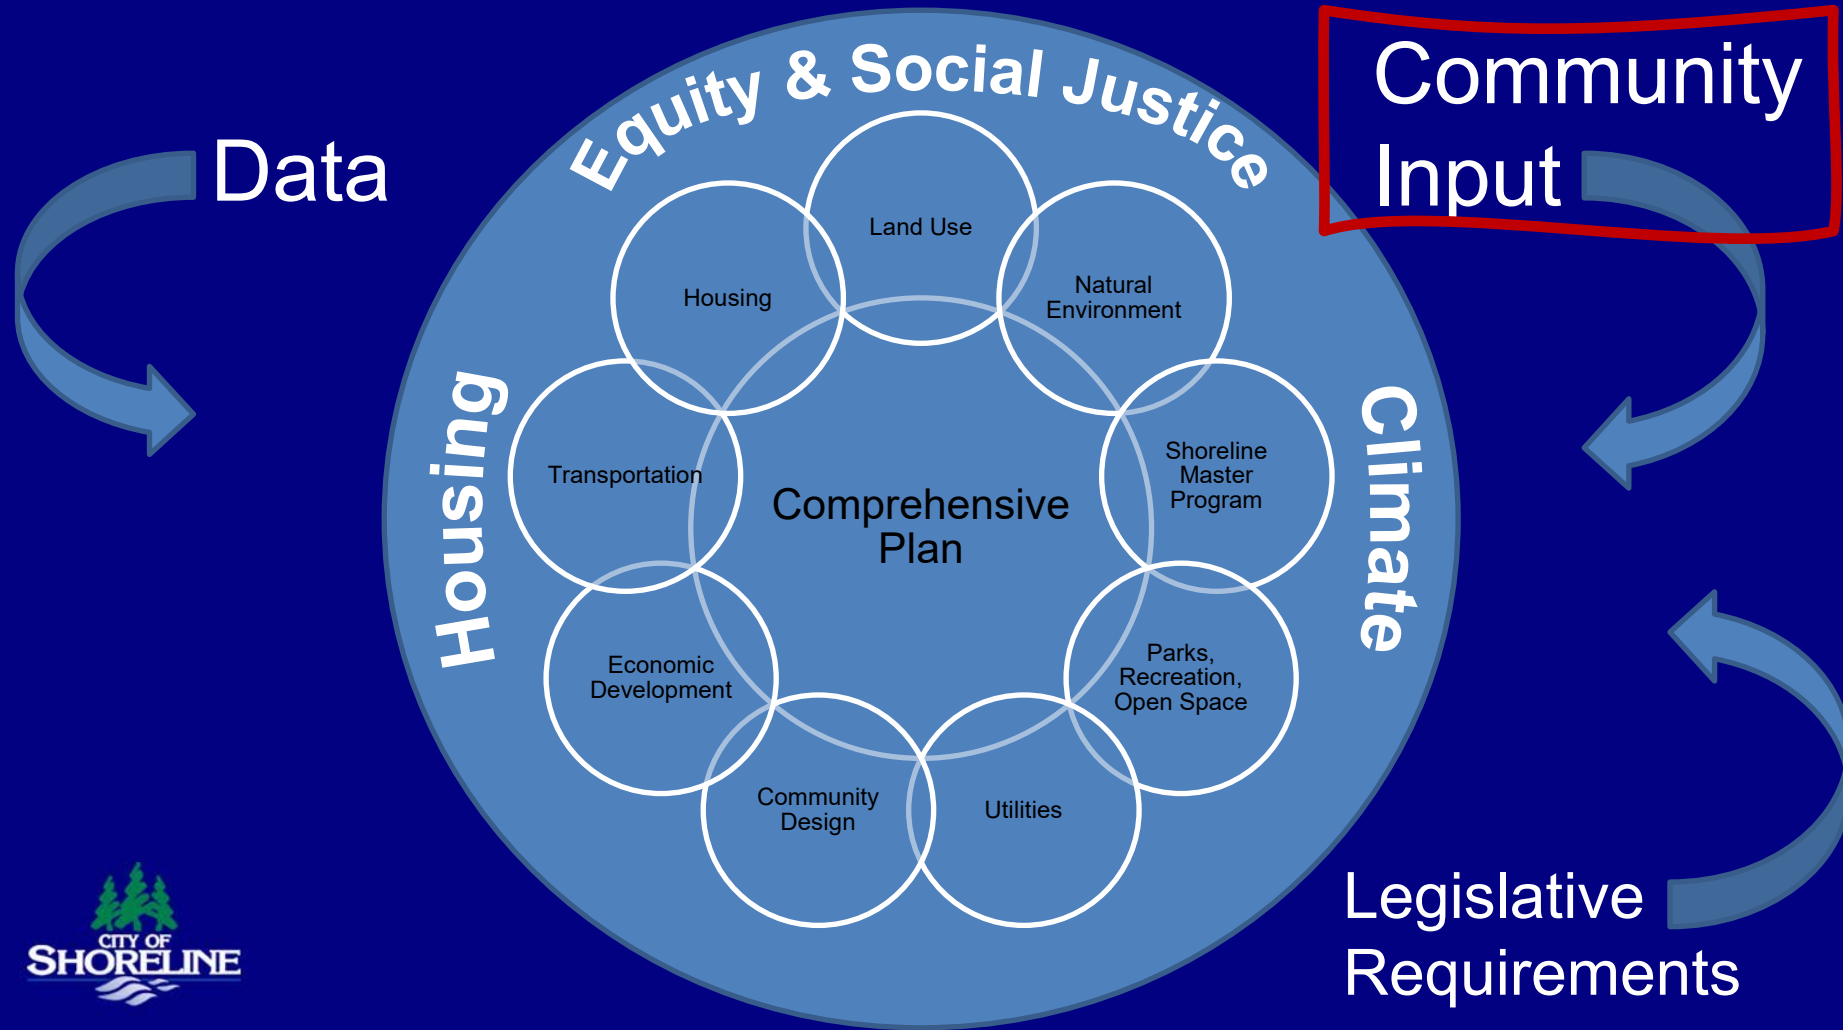 Data
Equity & Social Justice
Community
Input
Land Use
Housing
Natural
Environment
Housing
Transportation
Comprehensive
Plan
Shoreline
Master
Program
Climate
Economic
Development
Parks,
Recreation,
Open Space
Community
Design
Utilities
Legislative
Requirements
CITY OF
SHORELINE